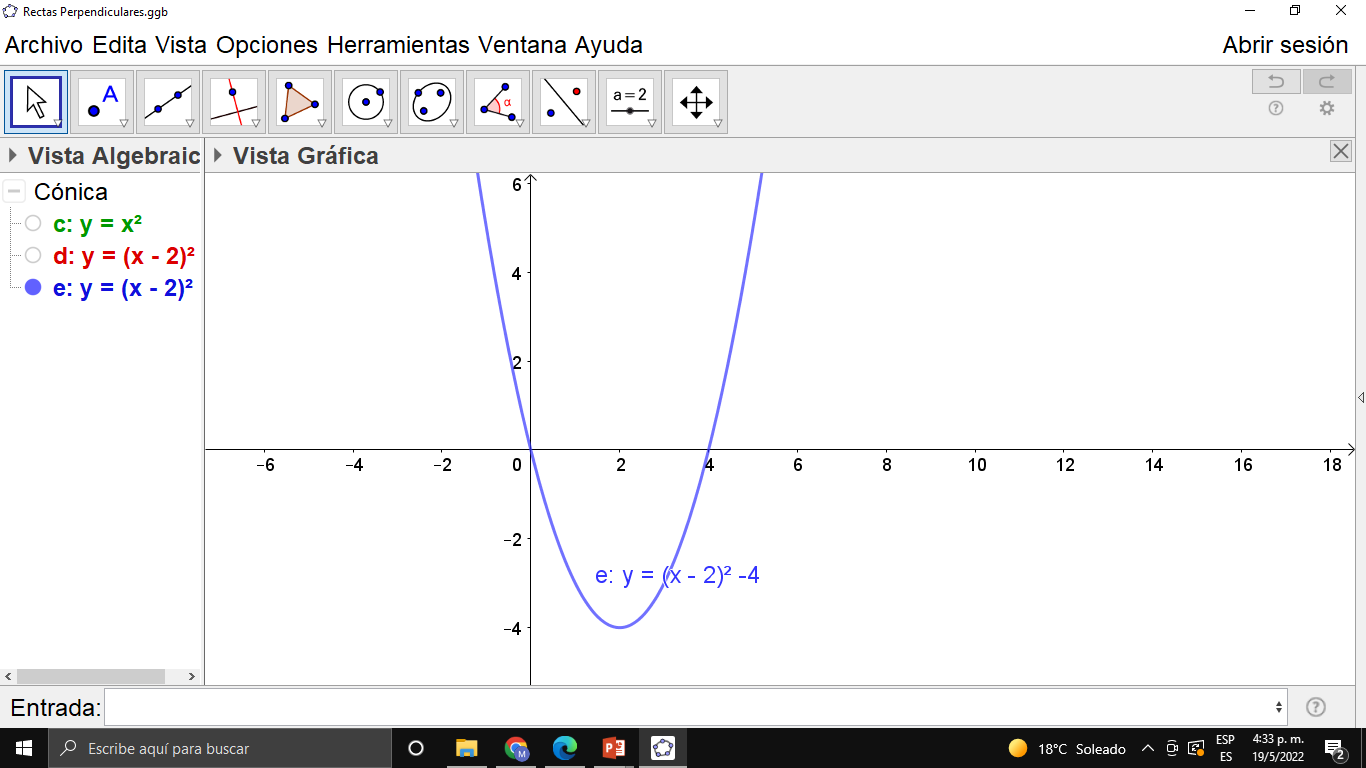 Rectas Perpendiculares.ggb
Archivo Edita Vista Opciones Herramientas Ventana Ayuda
Abrir sesión
A
α
a = 2
Vista Algebraic
Vista Gráfica
Cónica
c: y = x²
d: y = (x - 2)²
e: y = (x - 2)²
6
4
2
−6 −4 −2 0 2 4 6 8 10 12 14 16 18
−2
e: y = (x - 2)² -4
−4
Entrada:
Escribe aquí para buscar
M
18°C Soleado
ESP
ES
4:33 p. m.
19/5/2022
2